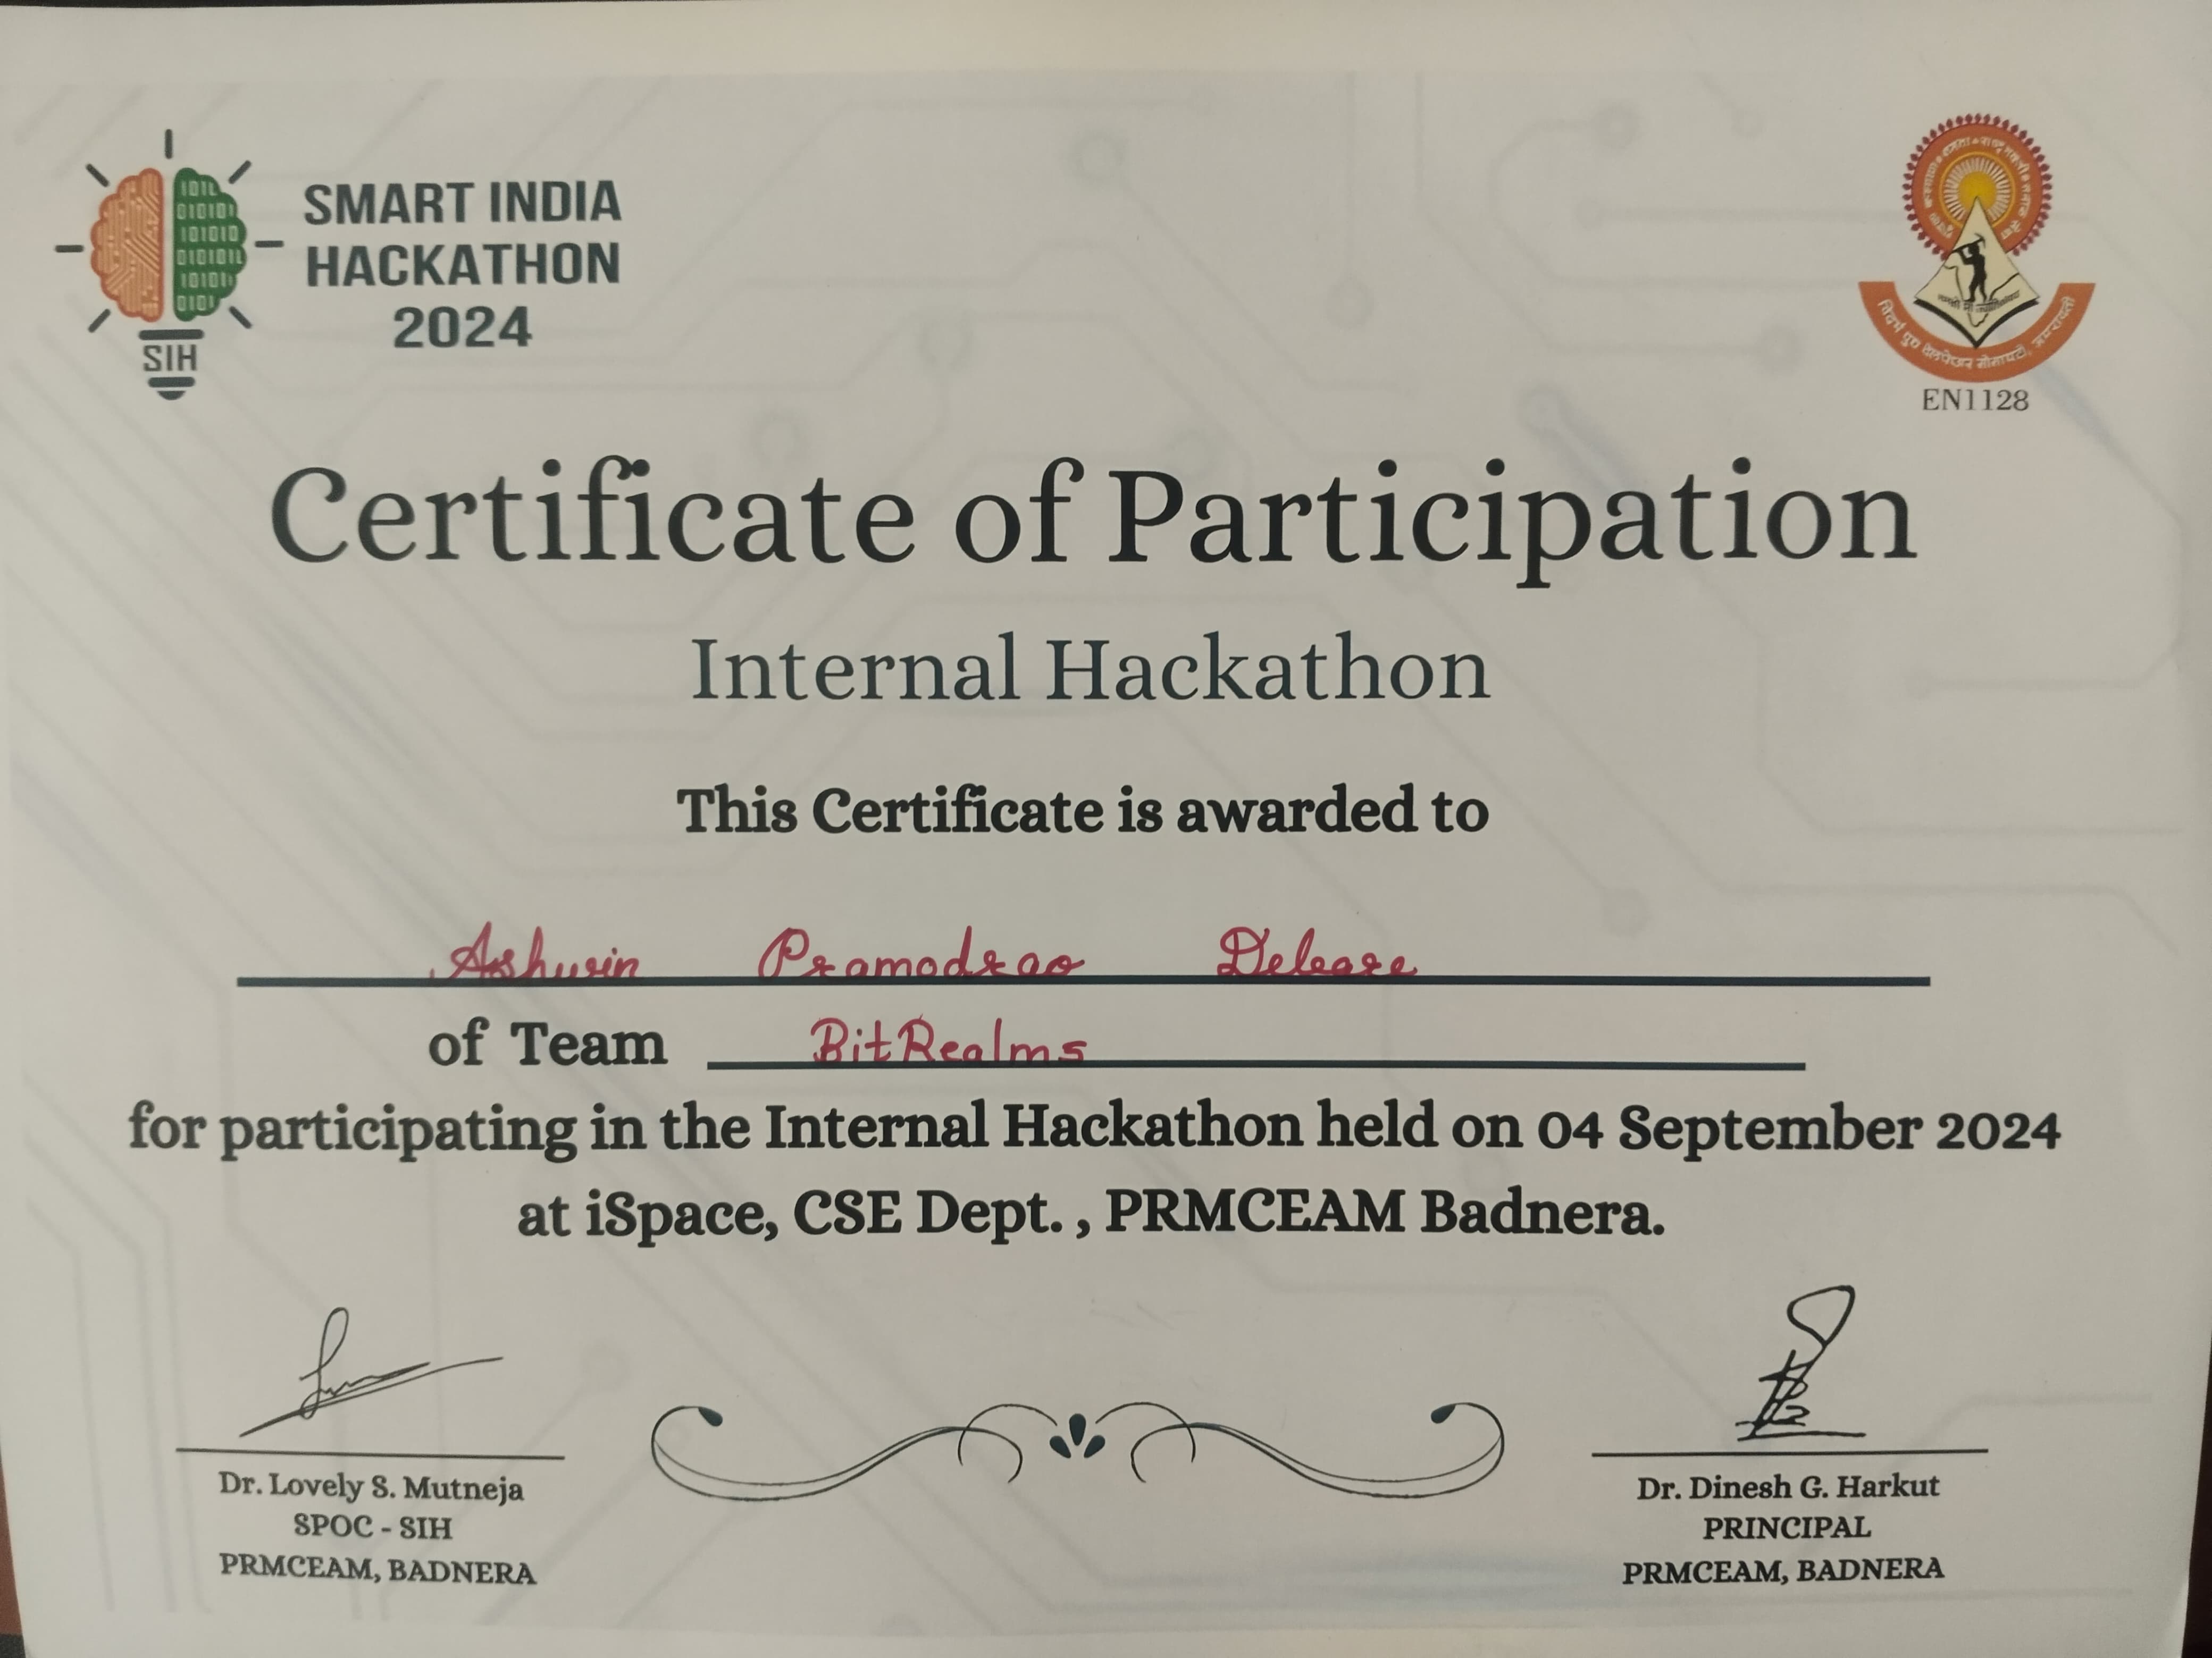 SMART INDIA
HACKATHON
2024
SIH
EN1128
Certificate of Participation
Internal Hackathon
This Certificate is awarded to
Ashwin Pramodrao
of Team BitRealms
for participating in the Internal Hackathon held on 04 September 2024
at iSpace, CSE Dept. , PRMCEAM Badnera.
Dr. Lovely S. Mutneja
SPOC - SIH
PRMCEAM, BADNERA
Dr. Dinesh G. Harkut
PRINCIPAL
PRMCEAM, BADNERA